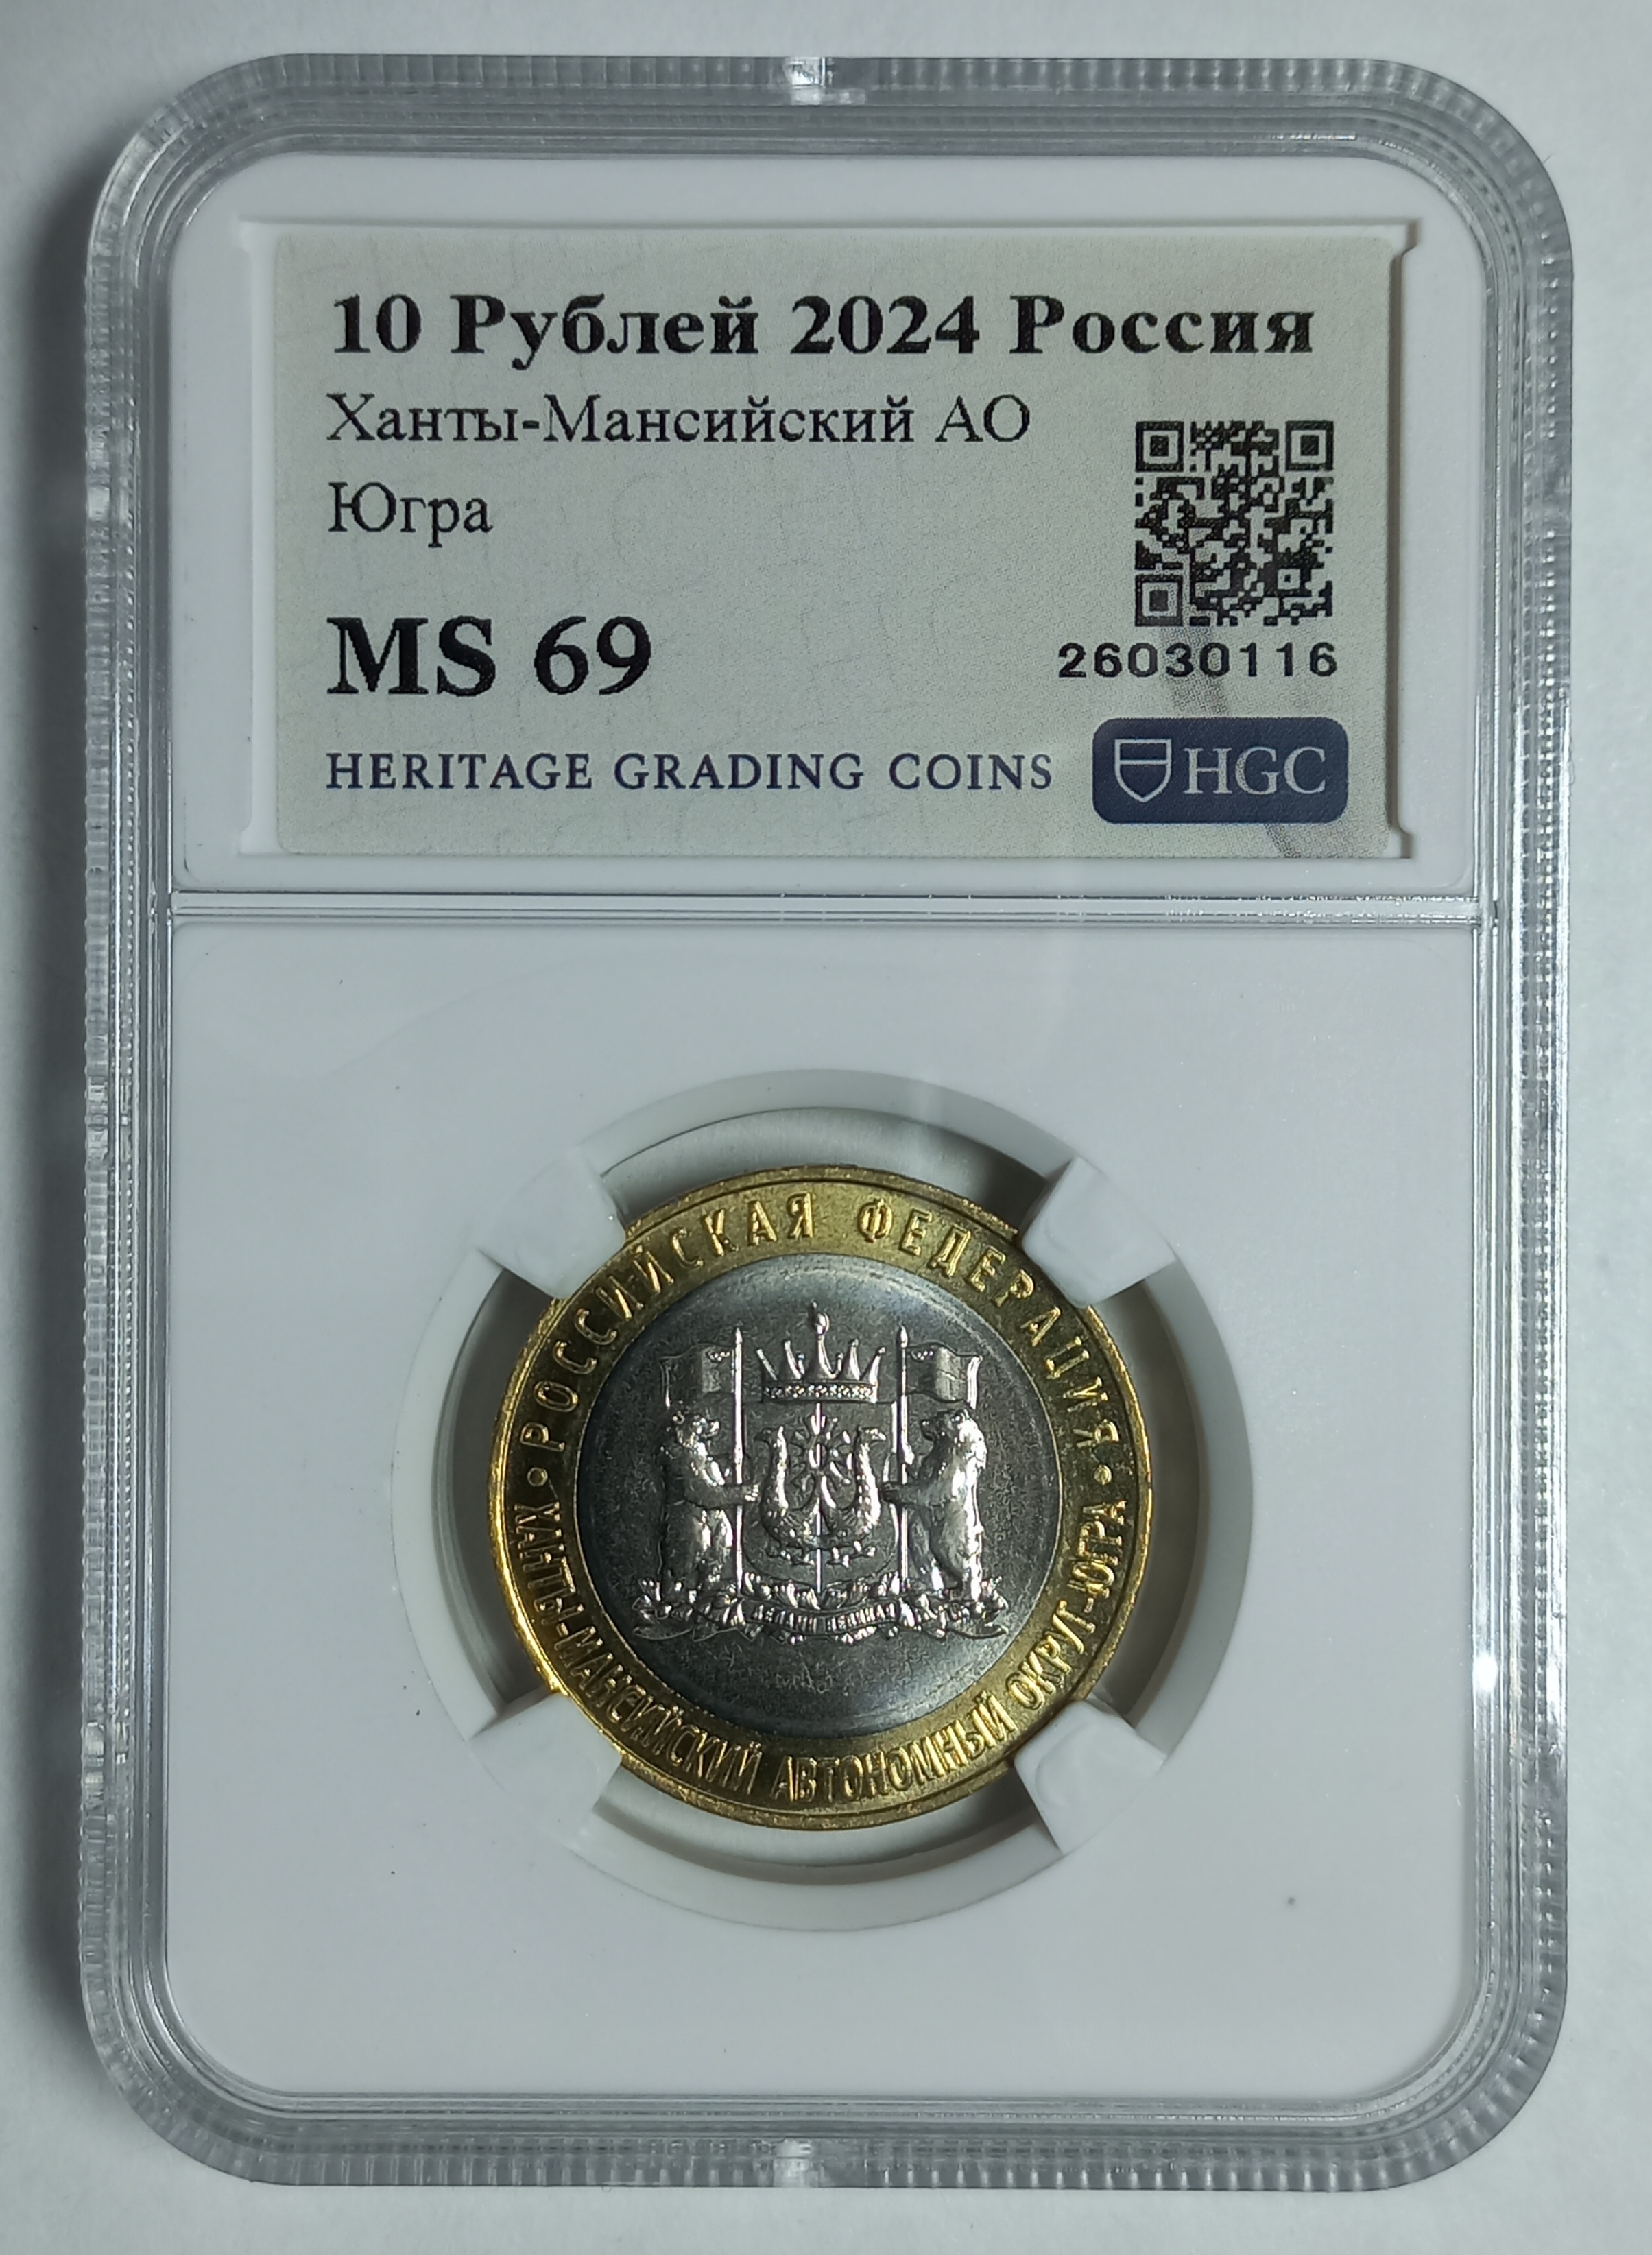 10 Рублей 2024 Россия
Ханты-Мансийский АО
Югра
MS 69
26030116
HERITAGE GRADING COINS
HGC
РОССИЙСКАЯ ФЕДЕРАЦИЯ
• ХАНТЫ-МАНСИЙСКИЙ АВТОНОМНЫЙ ОКРУГ-ЮГРА •